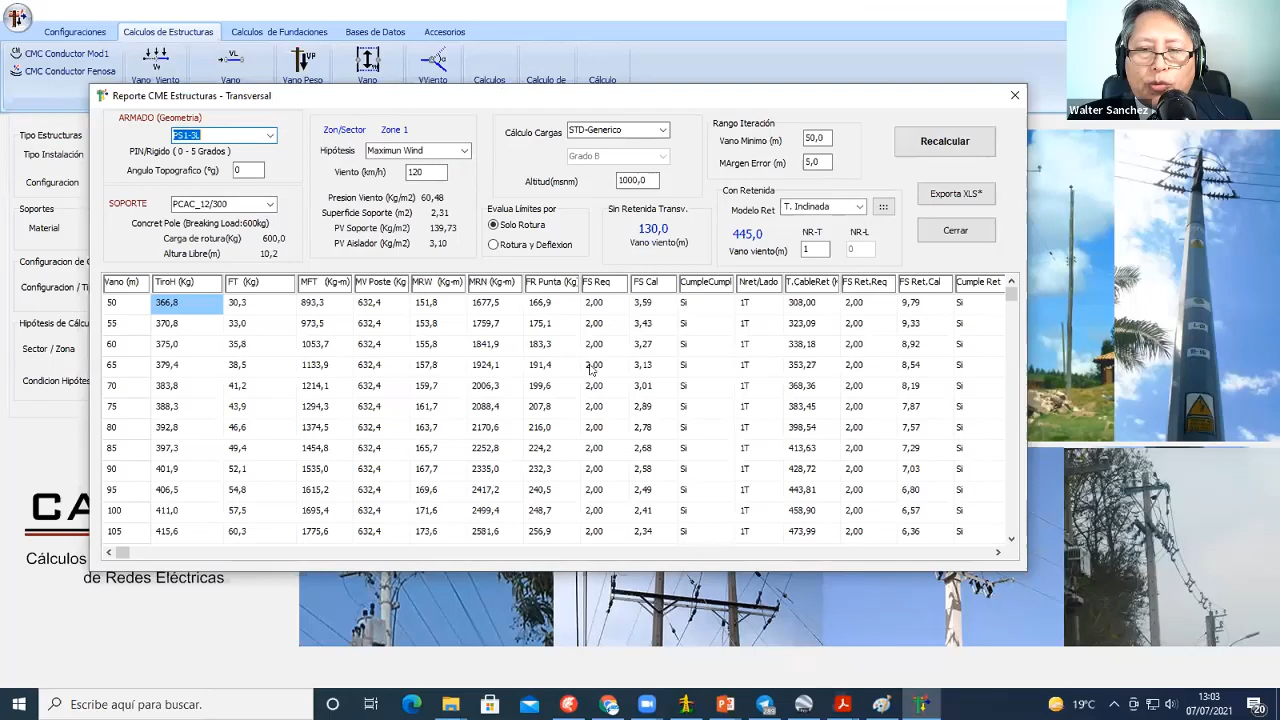 Configuraciones Calculos de Estructuras Calculos de Fundaciones Bases de Datos Accesorios
CMC Conductor Mod1
CMC Conductor Fenosa
Vano Viento Vano Vano Peso Vano VViento Calculos Calculo de Cálculo
Walter Sanchez
Reporte CME Estructuras - Transversal
Tipo Estructuras
Tipo Instalación
Configuracion
Soportes
Material
Configuracion de C
Configuracion / Tin
Hipótesis de Cálcu
Sector / Zona
Condicion Hipótes
ARMADO (Geometria)
PS1-3L
PIN/Rigido ( 0 - 5 Grados )
Angulo Topografico (ºg) 0
SOPORTE PCAC_12/300
Concret Pole (Breaking Load:600kg)
Carga de rotura(Kg) 600,0
Altura Libre(m) 10,2
Zon/Sector Zone 1
Hipótesis Maximun Wind
Viento (km/h) 120
Presion Viento (Kg/m2) 60,48
Superficie Soporte (m2) 2,31
PV Soporte (Kg/m2) 139,73
PV Aislador (Kg/m2) 3,10
Cálculo Cargas STD-Generico
Grado B
Altitud(msnm) 1000,0
Evalua Limites por
Solo Rotura
Rotura y Deflexion
Sin Retenida Transv.
130,0
Vano viento(m)
Rango Iteración
Vano Minimo (m) 50,0
MArgen Error (m) 5,0
Con Retenida
Modelo Ret T. Inclinada :::
445,0 NR-T NR-L
Vano viento(m) 1 0
Recalcular
Exporta XLS*
Cerrar
Vano (m) TiroH (Kg) FT (Kg) MFT (Kg-m) MV Poste (Kg MRW (Kg-m) MRN (Kg-m) FR Punta (Kg) FS Req FS Cal CumpleCumpl Nret/Lado T.CableRet (K FS Ret.Req FS Ret.Cal Cumple Ret
50 366,8 30,3 893,3 632,4 151,8 1677,5 166,9 2,00 3,59 Si 1T 308,00 2,00 9,79 Si
55 370,8 33,0 973,5 632,4 153,8 1759,7 175,1 2,00 3,43 Si 1T 323,09 2,00 9,33 Si
60 375,0 35,8 1053,7 632,4 155,8 1841,9 183,3 2,00 3,27 Si 1T 338,18 2,00 8,92 Si
65 379,4 38,5 1133,9 632,4 157,8 1924,1 191,4 2,00 3,13 Si 1T 353,27 2,00 8,54 Si
70 383,8 41,2 1214,1 632,4 159,7 2006,3 199,6 2,00 3,01 Si 1T 368,36 2,00 8,19 Si
75 388,3 43,9 1294,3 632,4 161,7 2088,4 207,8 2,00 2,89 Si 1T 383,45 2,00 7,87 Si
80 392,8 46,6 1374,5 632,4 163,7 2170,6 216,0 2,00 2,78 Si 1T 398,54 2,00 7,57 Si
85 397,3 49,4 1454,8 632,4 165,7 2252,8 224,2 2,00 2,68 Si 1T 413,63 2,00 7,29 Si
90 401,9 52,1 1535,0 632,4 167,7 2335,0 232,3 2,00 2,58 Si 1T 428,72 2,00 7,03 Si
95 406,5 54,8 1615,2 632,4 169,6 2417,2 240,5 2,00 2,49 Si 1T 443,81 2,00 6,80 Si
100 411,0 57,5 1695,4 632,4 171,6 2499,4 248,7 2,00 2,41 Si 1T 458,90 2,00 6,57 Si
105 415,6 60,3 1775,6 632,4 173,6 2581,6 256,9 2,00 2,34 Si 1T 473,99 2,00 6,36 Si
CA
Cálculos
de Redes Eléctricas
Escribe aquí para buscar.
19°C
13:03
07/07/2021
20